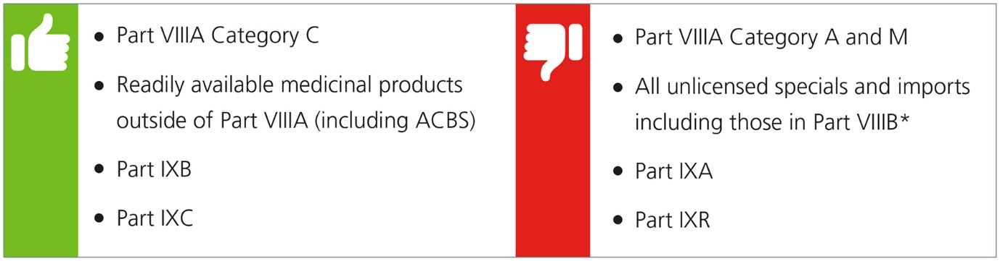 • Part VIIIA Category C
• Readily available medicinal products
outside of Part VIIIA (including ACBS)
• Part IXB
• Part IXC
• Part VIIIA Category A and M
• All unlicensed specials and imports
including those in Part VIIIB*
• Part IXA
• Part IXR